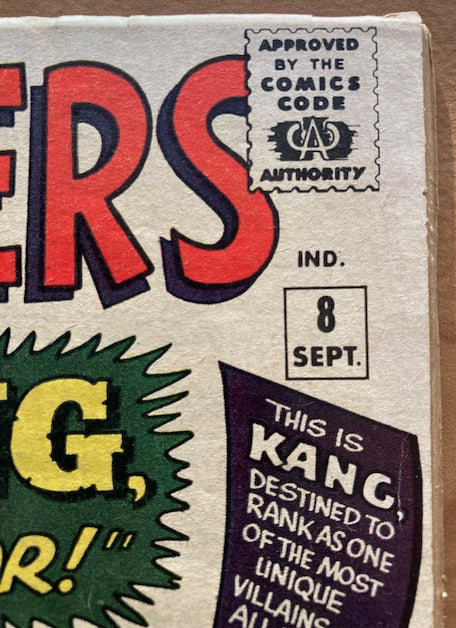 APPROVED
BY THE
COMICS
CODE
CA
AUTHORITY
ERS
IND.
8
SEPT.
NG,
OR!"
THIS IS
KANG,
DESTINED TO
RANK AS ONE
OF THE MOST
UNIQUE
VILLAINS